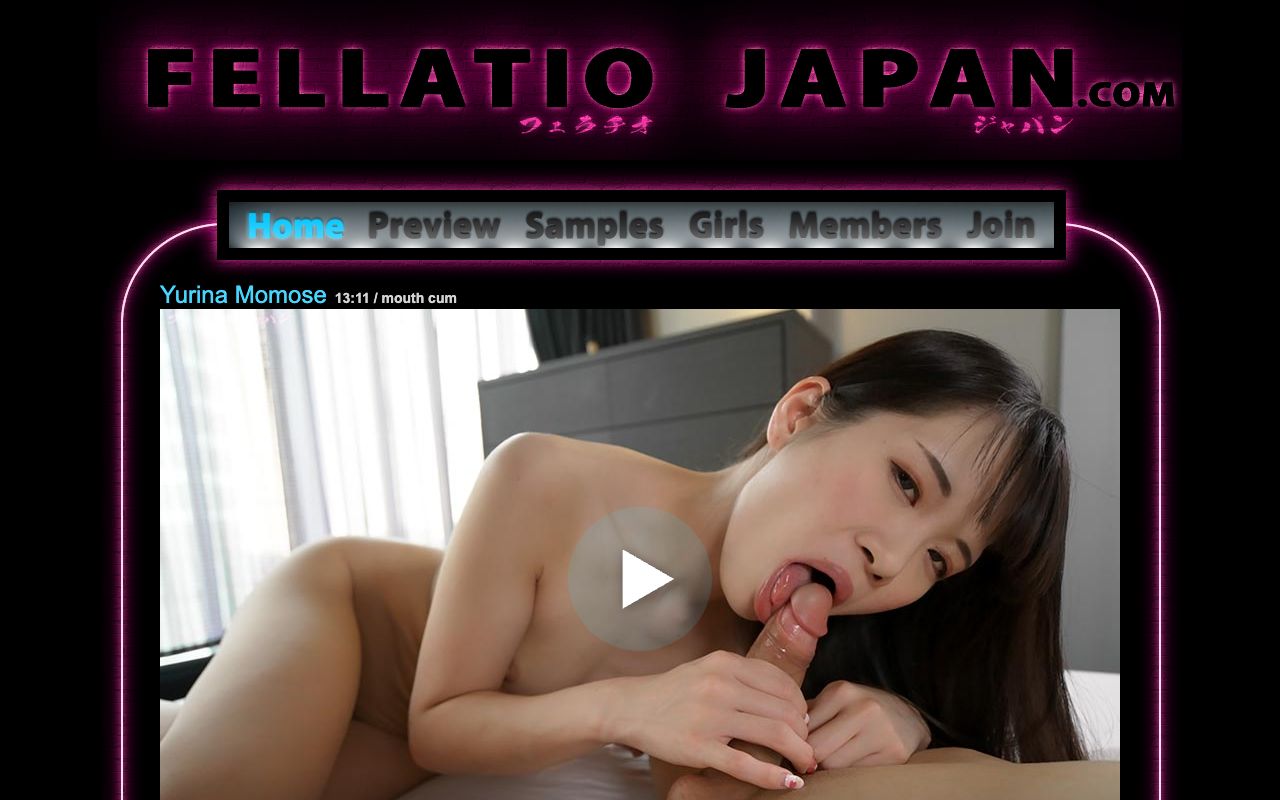 FELLATIO JAPAN.COM
フェラチオ ジャパン
Home Preview Samples Girls Members Join
Yurina Momose 13:11 / mouth cum